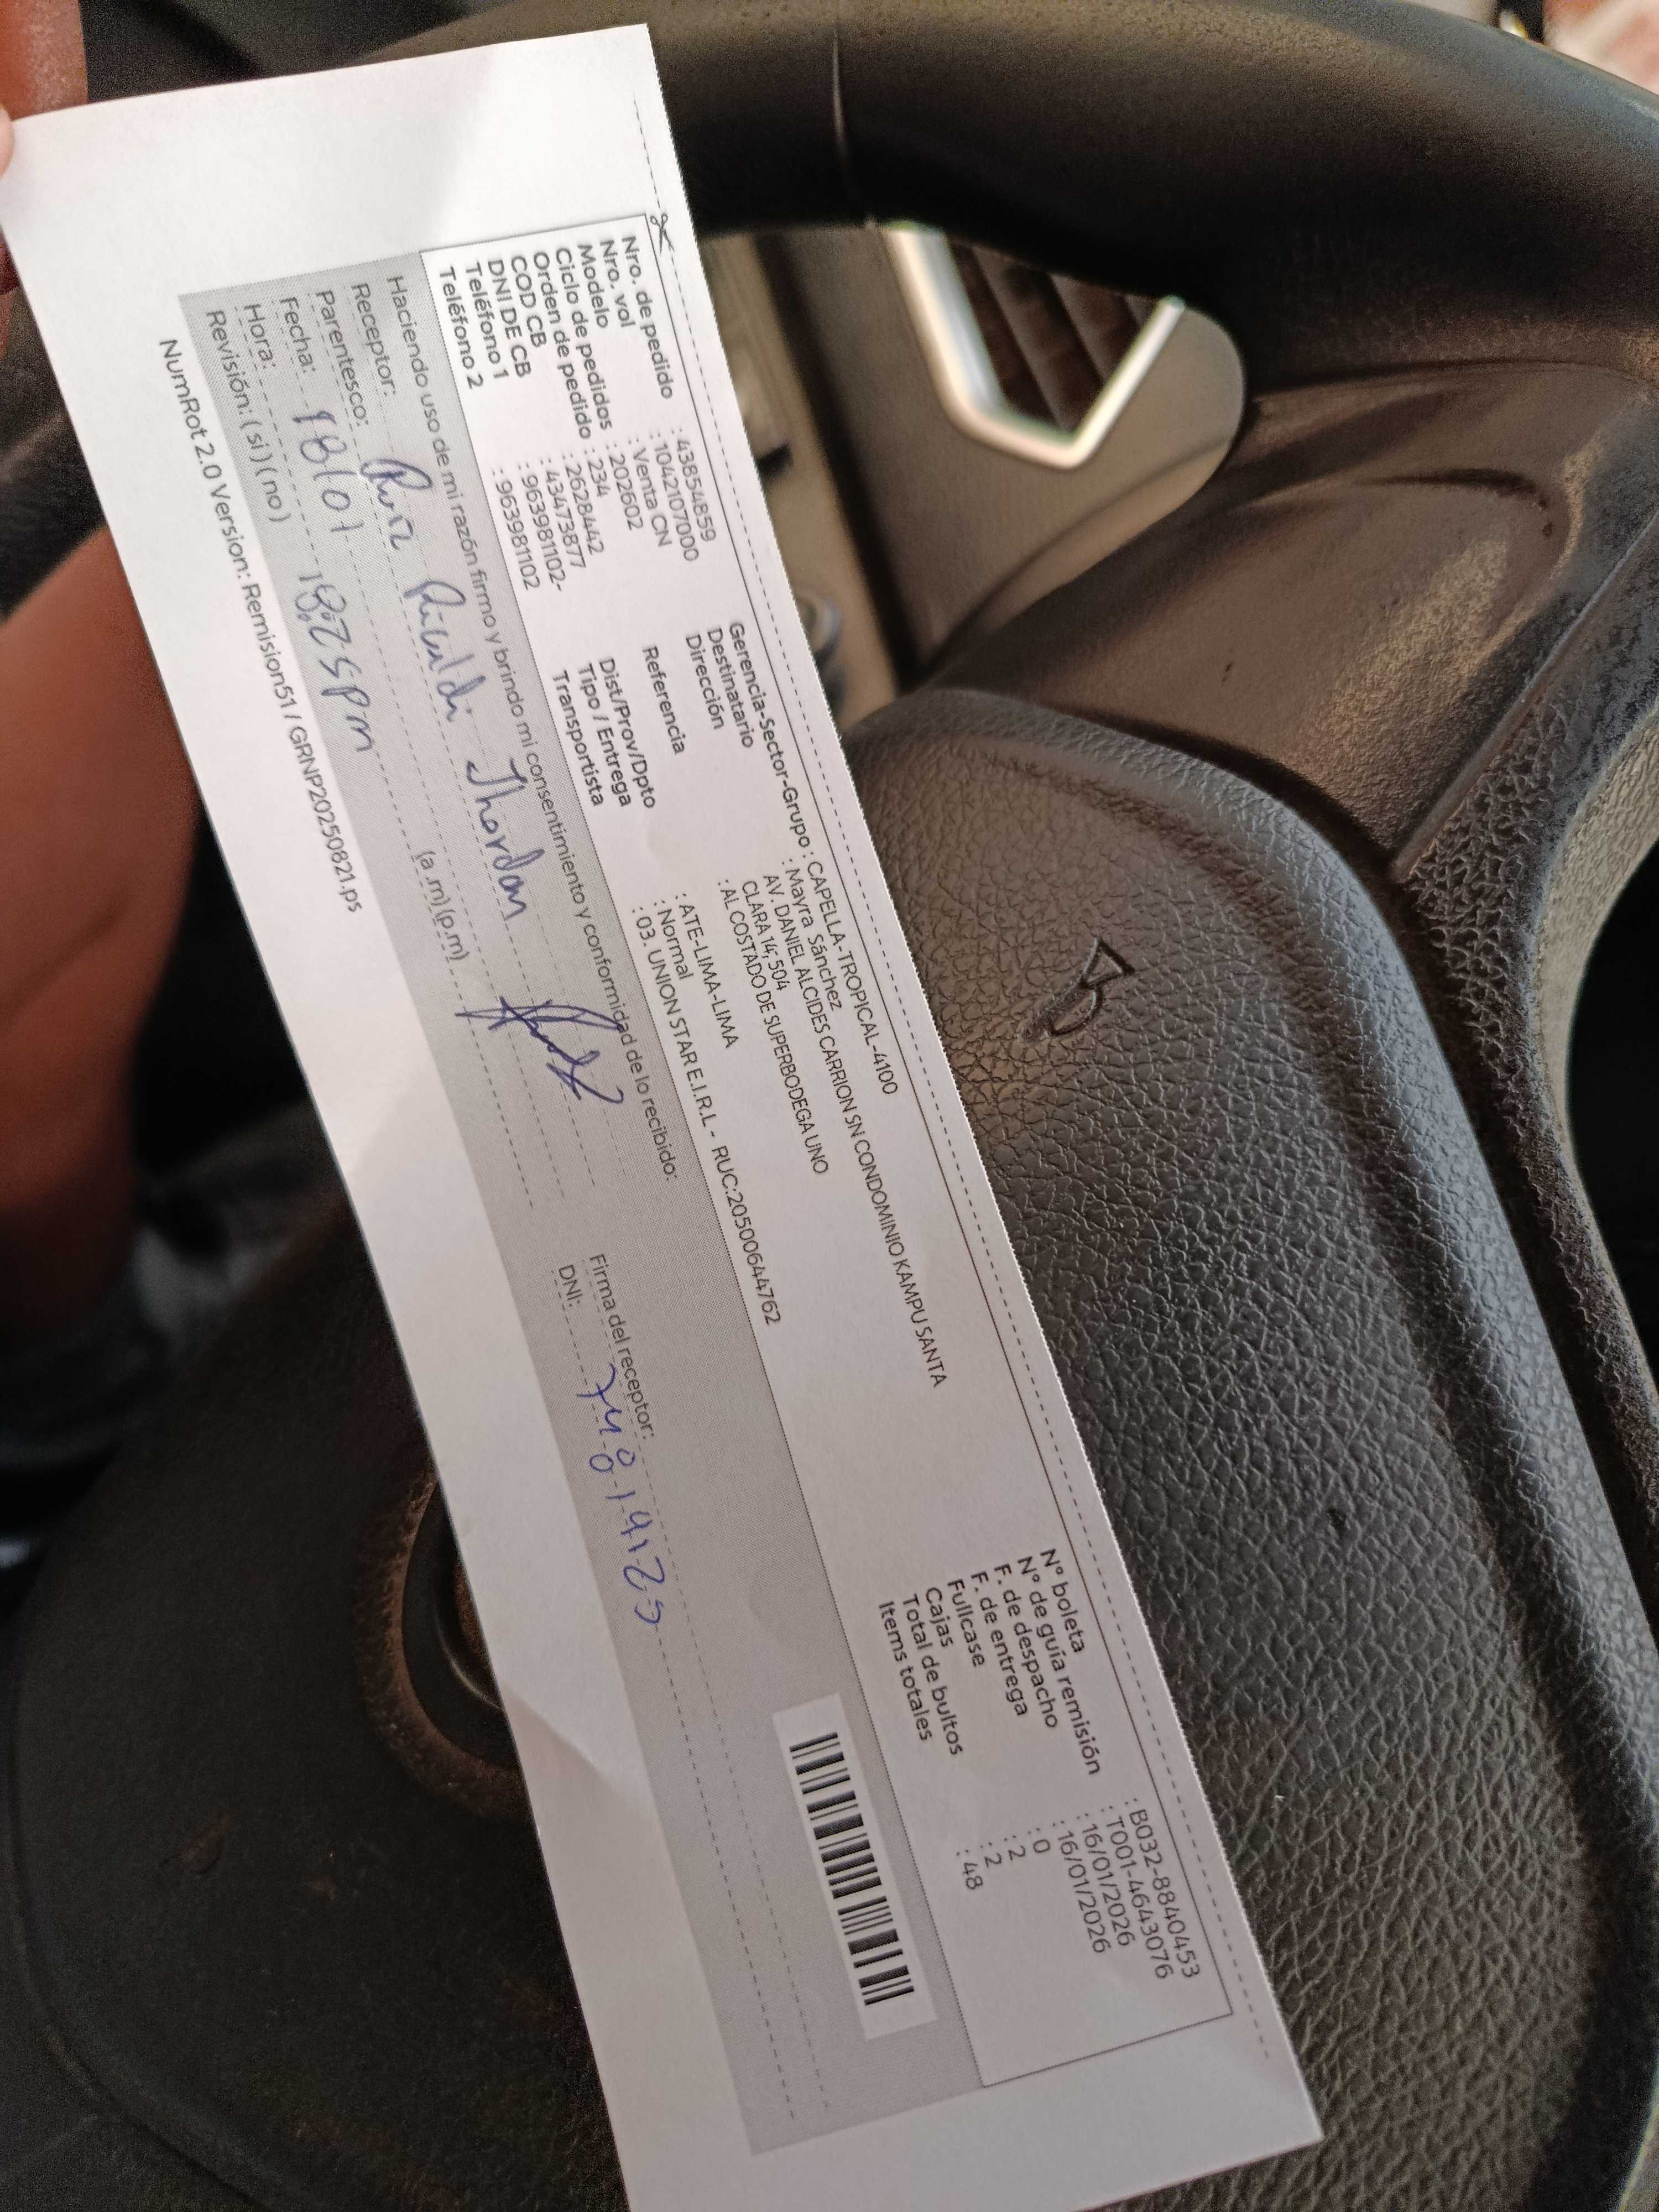 Nro. de pedido : 438548859
Nro. vol : 1042107000
Modelo : Venta CN
Ciclo de pedidos : 202602
Orden de pedido : 234
COD CB : 2628442
DNI DE CB : 43473877
Teléfono 1 : 963981102-
Teléfono 2 : 963981102
Gerencia-Sector-Grupo : CAPELLA-TROPICAL-4100
Destinatario : Mayra Sánchez
Dirección AV. DANIEL ALCIDES CARRION SN CONDOMINIO KAMPU SANTA
CLARA 14, 504
Referencia : AL COSTADO DE SUPERBODEGA UNO
Dist/Prov/Dpto : ATE-LIMA-LIMA
Tipo / Entrega : Normal
Transportista : 03. UNION STAR E.I.R.L - RUC:20500644762
N° boleta : B032-8840453
N° de guía remisión : T001-4643076
F. de despacho : 16/01/2026
F. de entrega : 16/01/2026
Fullcase : 0
Cajas : 2
Total de bultos : 2
Items totales : 48
Haciendo uso de mi razón firmo y brindo mi consentimiento y conformidad de lo recibido:
Receptor: Ruiz Ricaldi Jhordan
Firma del receptor:
Parentesco:
DNI:
Fecha: 18/01
Hora: (a .m) (p.m)
Revisión: ( si ) ( no )
NumRot 2.0 Version: Remision51 / GRNP20250821.ps